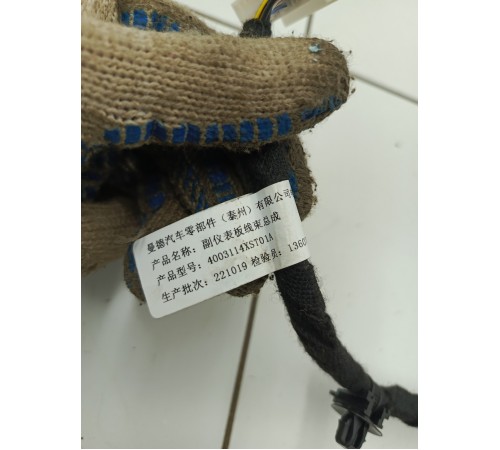 曼德汽车零部件（泰州）有限公司
产品名称：副仪表板线束总成
产品型号：4003114XST01A
生产批次：221019 检验员：1360